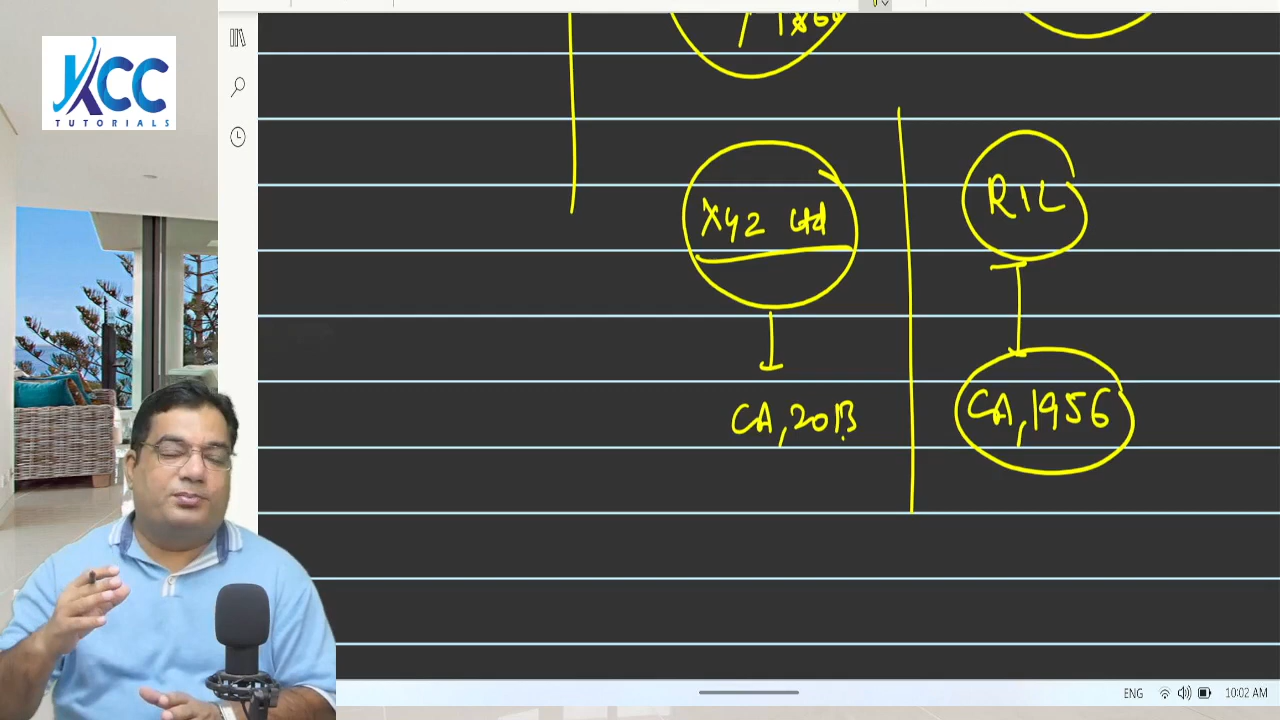 KCC
TUTORIALS
XYZ Ltd
RIL
CA, 2013
CA, 1956
ENG
10:02 AM